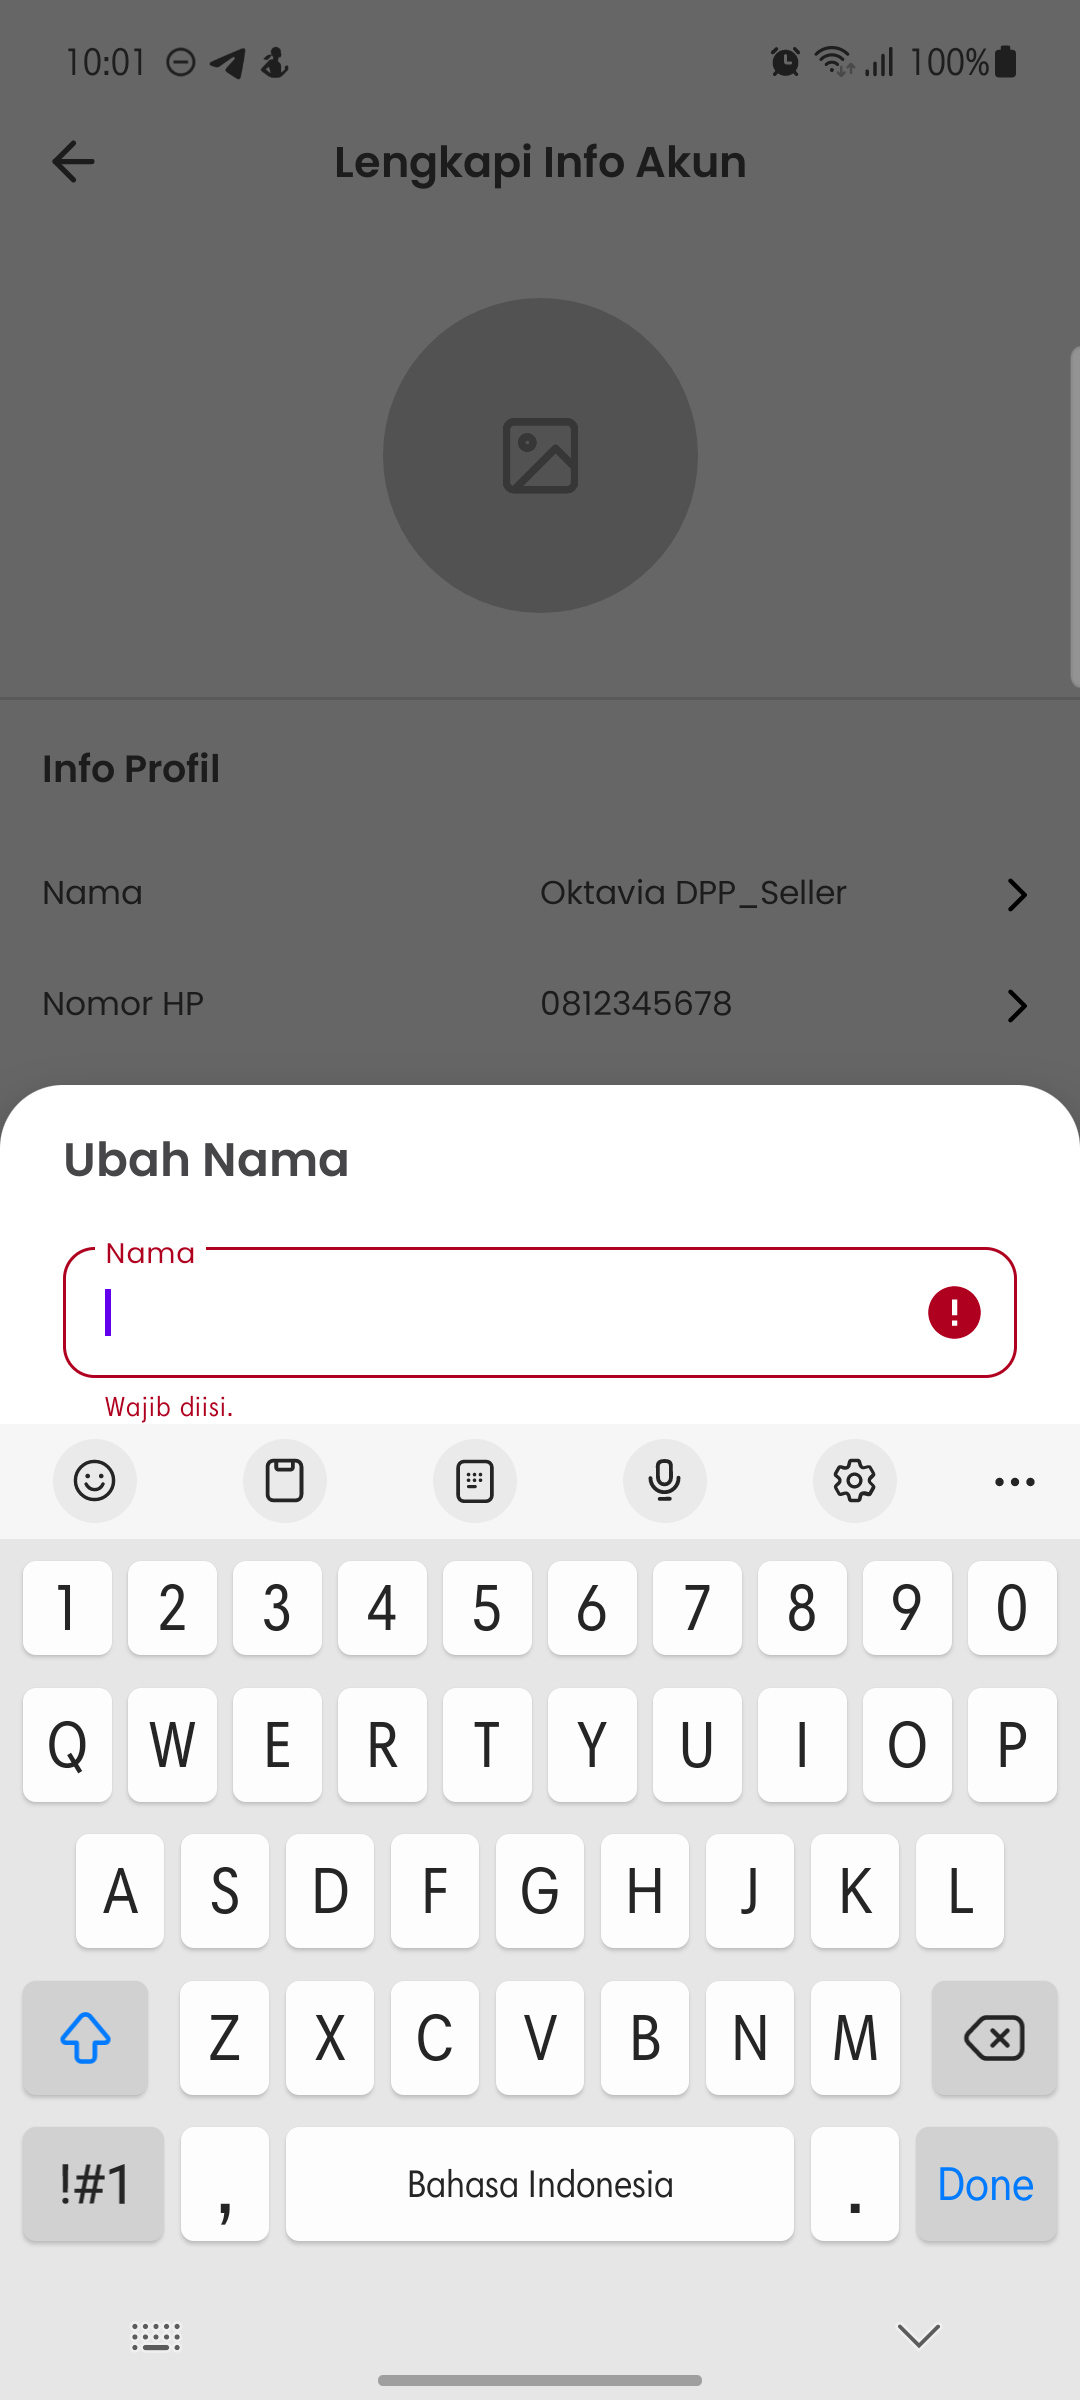 10:01 100%
Lengkapi Info Akun
Info Profil
Nama Oktavia DPP_Seller
Nomor HP 0812345678
Ubah Nama
Nama
Wajib diisi.
1 2 3 4 5 6 7 8 9 0
Q W E R T Y U I O P
A S D F G H J K L
Z X C V B N M
!#1 , Bahasa Indonesia . Done